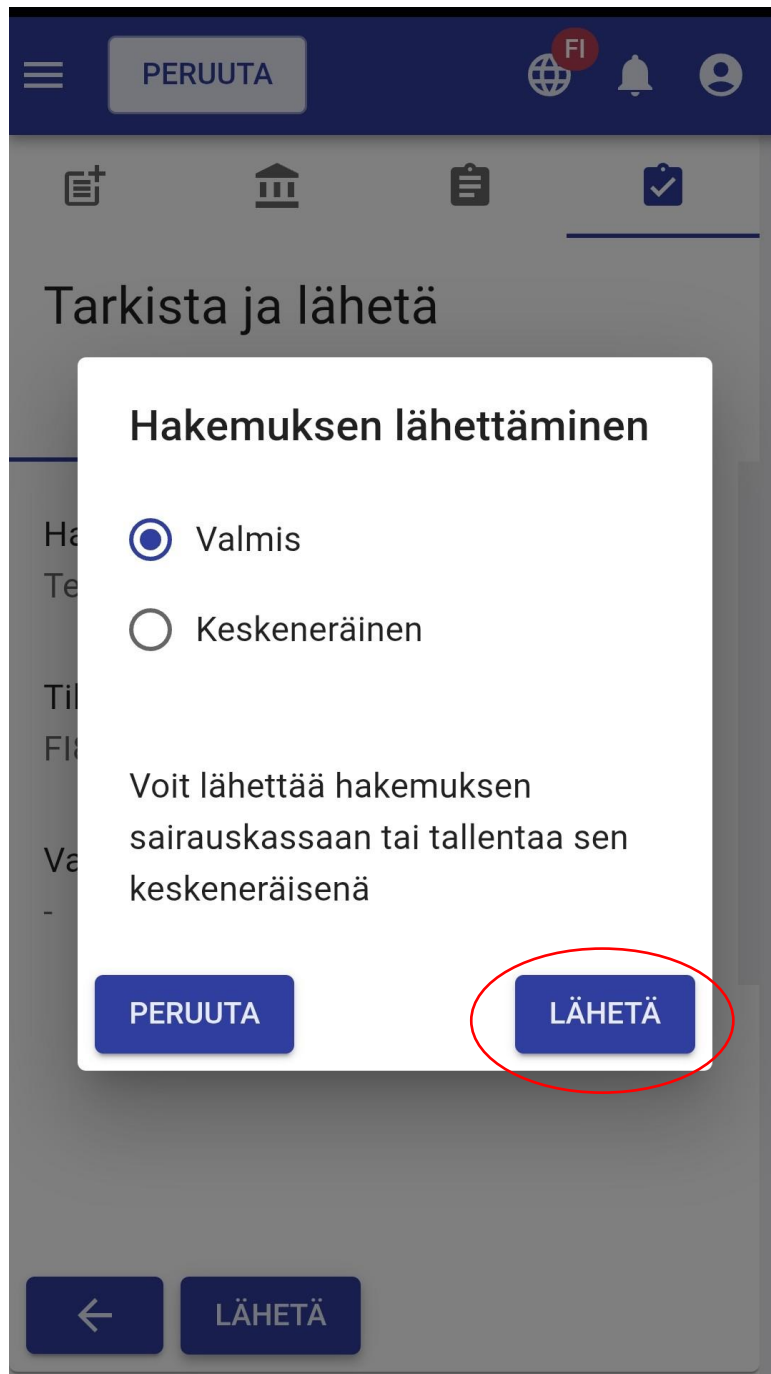 PERUUTA
FI
Tarkista ja lähetä
Hakemuksen lähettäminen
Valmis
Keskeneräinen
Voit lähettää hakemuksen
sairauskassaan tai tallentaa sen
keskeneräisenä
-
PERUUTA
LÄHETÄ
LÄHETÄ